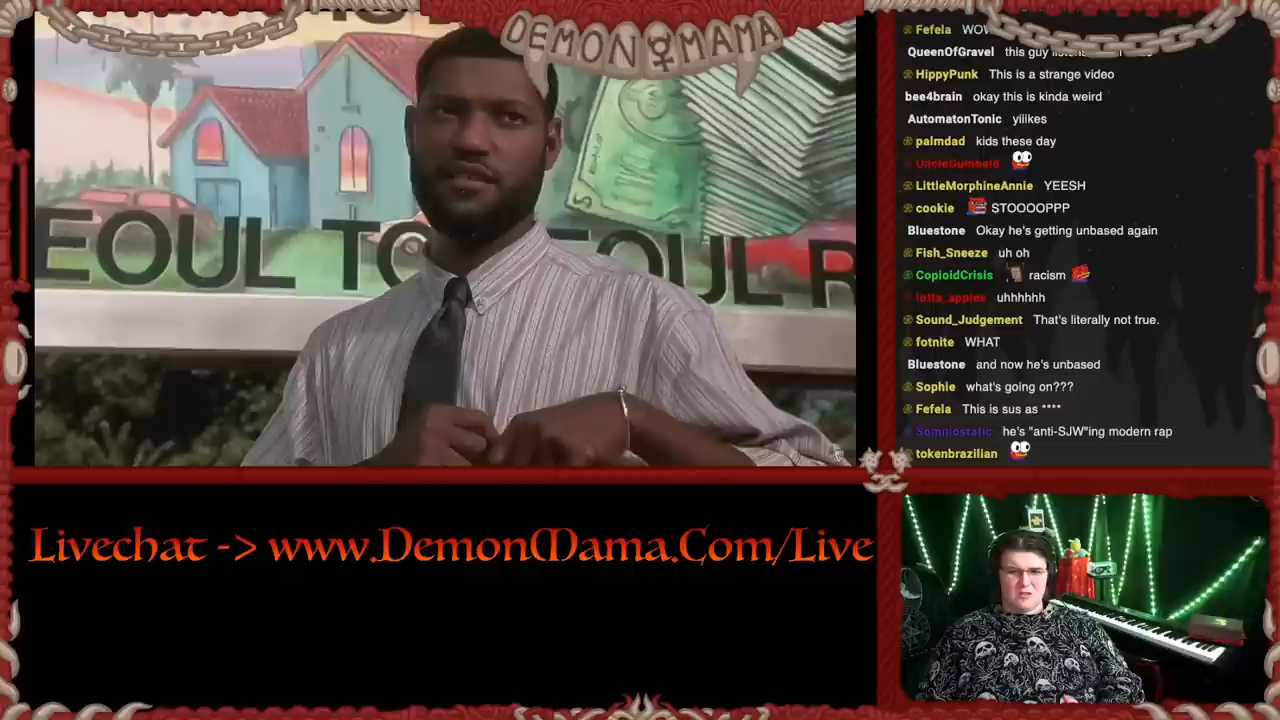 DEMON MAMA
EOUL TO SEOUL R
Fefela WOW
QueenOfGravel this guy
HippyPunk This is a strange video
bee4brain okay this is kinda weird
AutomatonTonic yiiikes
palmdad kids these day
UncleGumbald
LittleMorphineAnnie YEESH
cookie STOOOOPPP
Bluestone Okay he's getting unbased again
Fish_Sneeze uh oh
CopioidCrisis racism
lotta_apples uhhhhhh
Sound_Judgement That's literally not true.
fotnite WHAT
Bluestone and now he's unbased
Sophie what's going on???
Fefela This is sus as ****
Somniostatic he's "anti-SJW"ing modern rap
tokenbrazilian
Livechat -> www.DemonMama.Com/Live